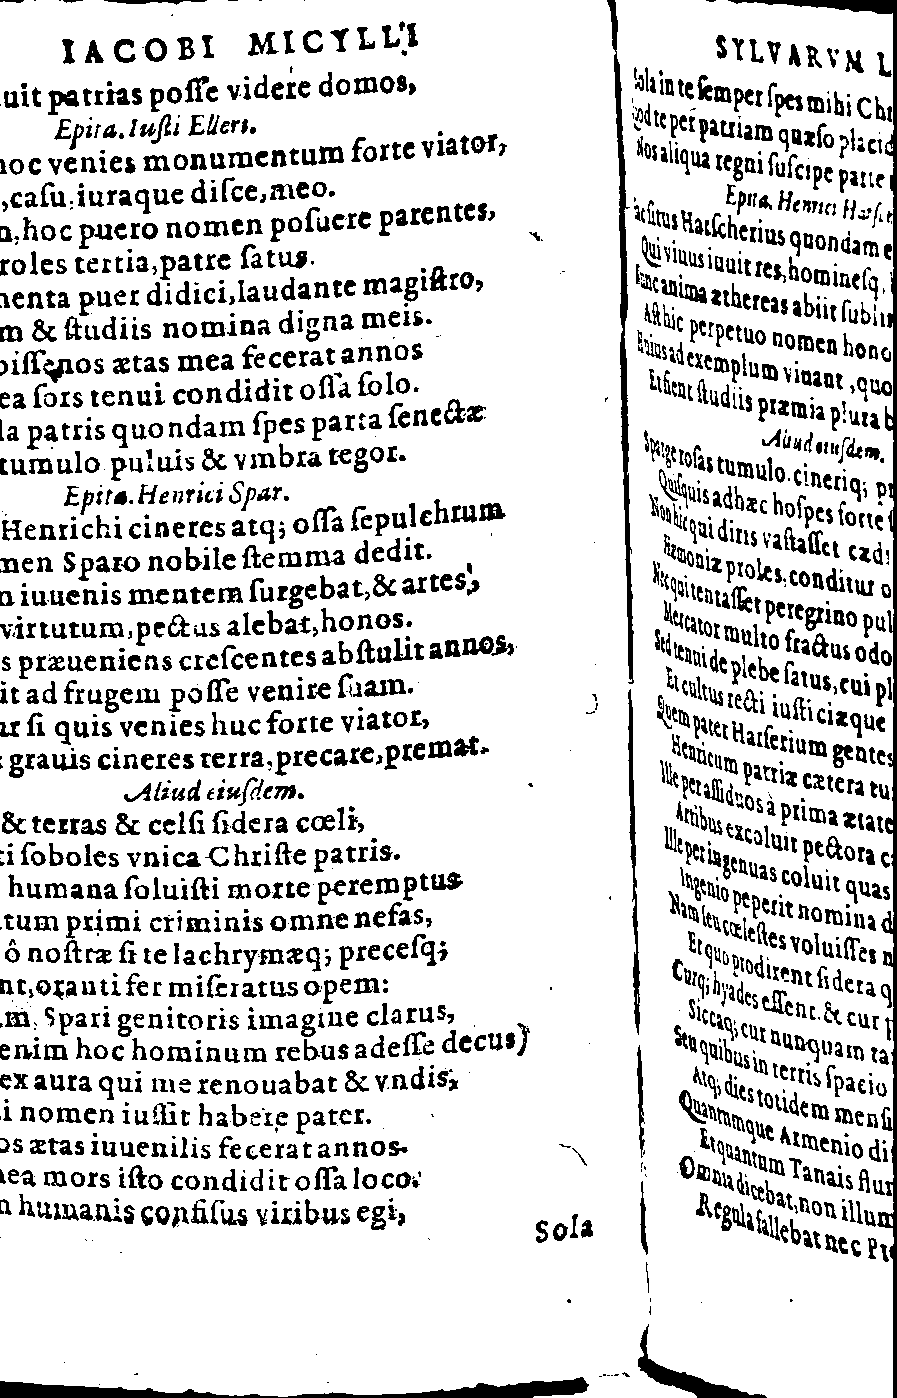 IACOBI MICYLLI
uit patrias poſſe videre domos,
Epita. Iuſti Ellers.
hoc venies monumentum forte viator,
, caſu, iuraque diſce, meo.
n, hoc puero nomen poſuere parentes,
roles tertia, patre ſatus.
menta puer didici, laudante magiſtro,
m & ſtudiis nomina digna meis.
biſſenos ætas mea fecerat annos
ea ſors tenui condidit oſſa ſolo.
la patris quondam ſpes parta ſenectæ
tumulo puluis & vmbra tegor.
Epita. Henrici Spar.
Henrichi cineres atq; oſſa ſepulchrum
men Sparo nobile ſtemma dedit.
n iuuenis mentem ſurgebat, & artes,
virtutum, pectus alebat, honos.
s præueniens creſcentes abſtulit annos,
it ad frugem poſſe venire ſuam.
ur ſi quis venies huc forte viator,
grauis cineres terra, precare, premat.
Aliud eiuſdem.
& terras & celſi ſidera cœli,
i ſoboles vnica Chriſte patris.
humana ſoluiſti morte peremptus
tum primi criminis omne nefas,
ô noſtræ ſi te lachrymæq; preceſq;
nt, oranti fer miſeratus opem:
m, Spari genitoris imagine clarus,
enim hoc hominum rebus adeſſe decus)
ex aura qui me renouabat & vndis,
i nomen iuſſit habere pater.
os ætas iuuenilis fecerat annos.
mea mors iſto condidit oſſa loco.
n humanis confiſus viribus egi,
Sola
SYLVARVM L
Sola in te ſemper ſpes mihi Chr
Quod te per patriam quæſo placid
Nos aliqua regni ſuſcipe parte
Epita. Henrici Harſ
Hac ſitus Harſcherius quondam
Qui viuus iuuit res, homineſq,
Hunc anima æthereas abiit ſubli
Aſt hic perpetuo nomen hono
Huius ad exemplum viuant, quo
Et ſient ſtudiis præmia plura
Aliud eiuſdem.
Sparge roſas tumulo. cineriq; pr
Quiſquis ad hæc hoſpes forte
Non hic qui diris vaſtaſſet cædi
Hæmoniæ proles, conditur o
Nec qui tentaſſet peregrino pul
Mercator multo fractus odo
Sed tenui de plebe ſatus, cui pl
Et cultus recti iuſticiæque
Quem pater Harſerium gentes
Henricum patriæ cætera tu
Ille per aſſiduos à prima ætate
Artibus excoluit pectora c
Ille per ingenuas coluit quas
Ingenio peperit nomina d
Nam ſeu cœleſtes voluiſſes
Et quo prodirent ſidera q
Curq; hyades eſſent. & cur
Siccaq; cur nunquam ta
Seu quibus in terris ſpacio
Atq; dies totidem menſi
Quantumque Armenio di
Et quantum Tanais flu
Omnia dicebat, non illum
Regula fallebat nec Pt